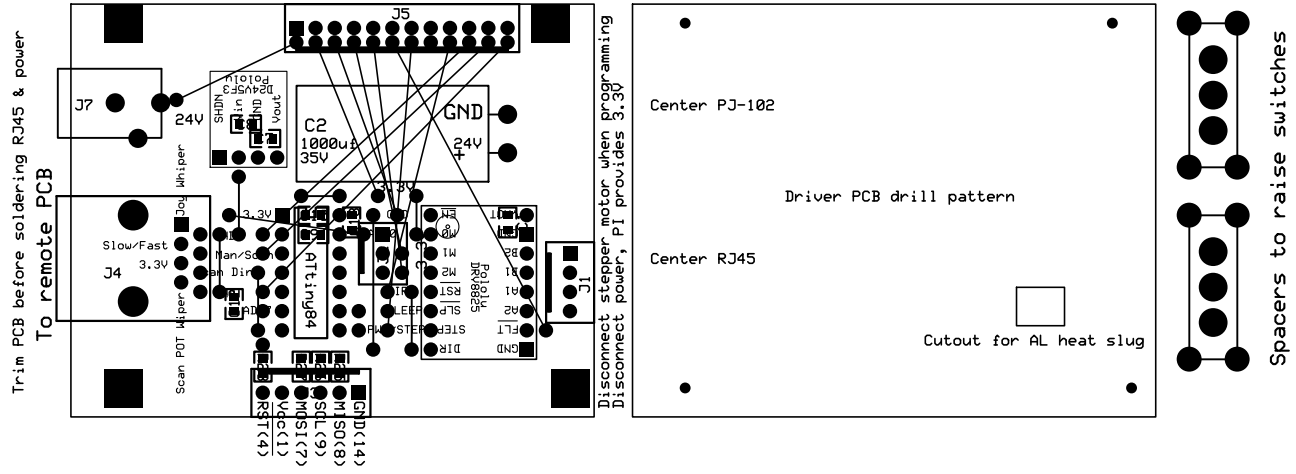 Trim PCB before soldering RJ45 & power
To remote PCB
J5
J7
24V
Pololu
D24V5F3
SHDN
Vin
GND
Vout
C2
1000uf
35V
GND
24V
+
3.3V
Joy Whiper
Slow/Fast
3.3V
J4
Scan POT Wiper
3.3V
Man/Scan
Scan Dir
ATtiny84
Pololu
DRV8825
EN
M0
M1
M2
RST
SLP
STEP
DIR
B2
B1
A1
A2
FLT
GND
J1
RST(4)
Vcc(1)
MOSI(7)
SCL(9)
MISO(8)
GND(14)
Disconnect stepper motor when programming
Disconnect power, PI provides 3.3V
Center PJ-102
Driver PCB drill pattern
Center RJ45
Cutout for AL heat slug
Spacers to raise switches